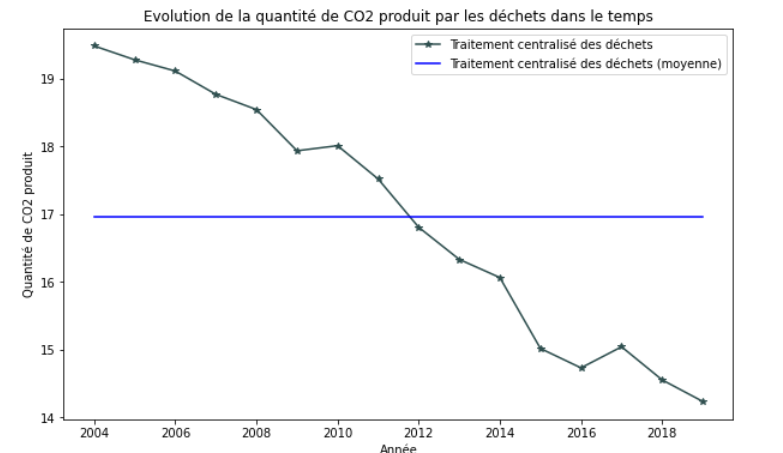 Evolution de la quantité de CO2 produit par les déchets dans le temps
Traitement centralisé des déchets
Traitement centralisé des déchets (moyenne)
Quantité de CO2 produit
19
18
17
16
15
14
2004 2006 2008 2010 2012 2014 2016 2018
Année